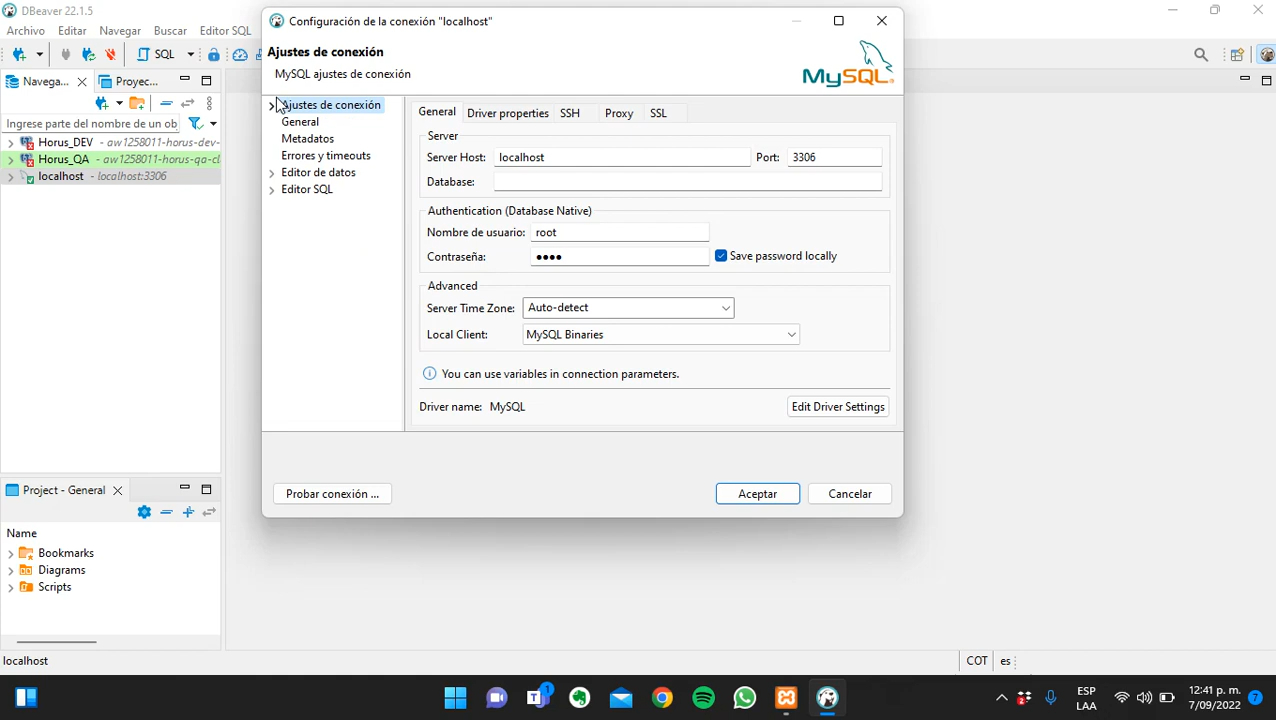 DBeaver 22.1.5
Archivo Editar Navegar Buscar Editor SQL
SQL
Navega... Proyec...
Ingrese parte del nombre de un ob
Horus_DEV - aw1258011-horus-dev-
Horus_QA - aw1258011-horus-qa-cl
localhost - localhost:3306
Project - General
Name
Bookmarks
Diagrams
Scripts
Configuración de la conexión "localhost"
Ajustes de conexión
MySQL ajustes de conexión
MySQL
Ajustes de conexión
General
Metadatos
Errores y timeouts
Editor de datos
Editor SQL
General Driver properties SSH Proxy SSL
Server
Server Host: localhost Port: 3306
Database:
Authentication (Database Native)
Nombre de usuario: root
Contraseña: •••• Save password locally
Advanced
Server Time Zone: Auto-detect
Local Client: MySQL Binaries
You can use variables in connection parameters.
Driver name: MySQL Edit Driver Settings
Probar conexión ... Aceptar Cancelar
localhost COT es
1 ESP 12:41 p. m.
LAA 7/09/2022 7